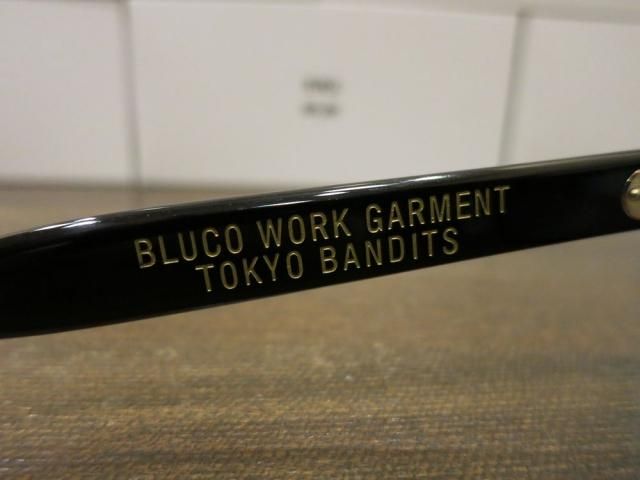 BLUCO WORK GARMENT
TOKYO BANDITS